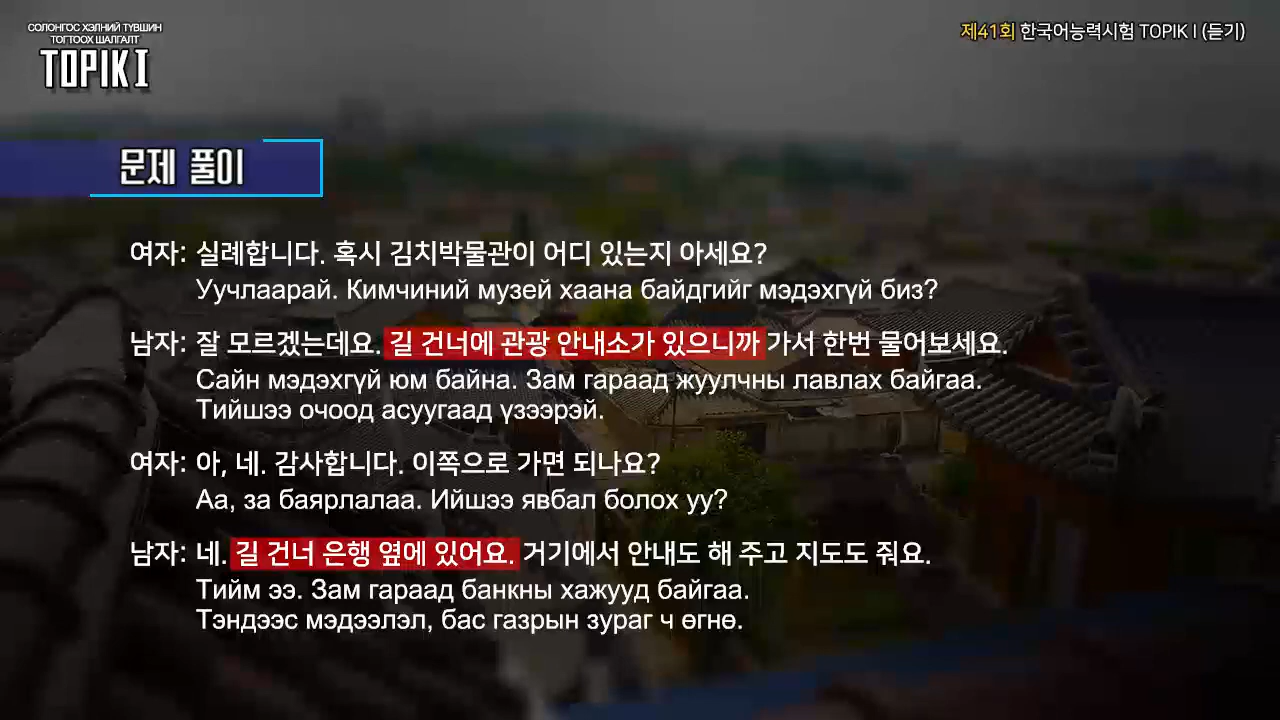 СОЛОНГОС ХЭЛНИЙ ТҮВШИН
ТОГТООХ ШАЛГАЛТ
TOPIK I
제41회 한국어능력시험 TOPIK I (듣기)
문제 풀이
여자: 실례합니다. 혹시 김치박물관이 어디 있는지 아세요?
Уучлаарай. Кимчиний музей хаана байдгийг мэдэхгүй биз?
남자: 잘 모르겠는데요. 길 건너에 관광 안내소가 있으니까 가서 한번 물어보세요.
Сайн мэдэхгүй юм байна. Зам гараад жуулчны лавлах байгаа.
Тийшээ очоод асуугаад үзээрэй.
여자: 아, 네. 감사합니다. 이쪽으로 가면 되나요?
Аа, за баярлалаа. Ийшээ явбал болох уу?
남자: 네. 길 건너 은행 옆에 있어요. 거기에서 안내도 해 주고 지도도 줘요.
Тийм ээ. Зам гараад банкны хажууд байгаа.
Тэндээс мэдээлэл, бас газрын зураг ч өгнө.